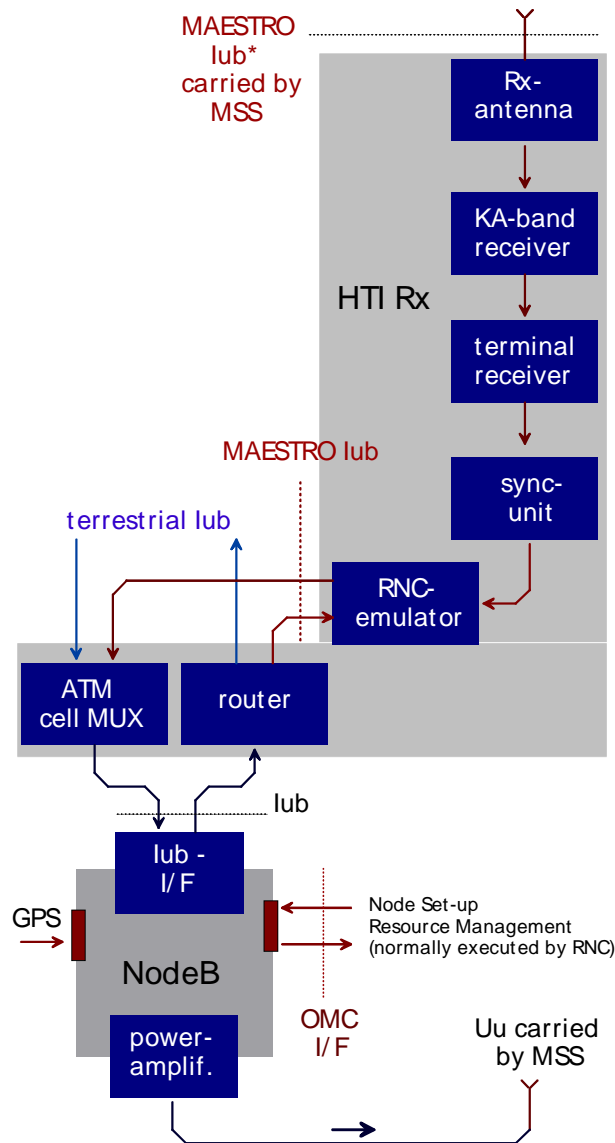 MAESTRO
Iub*
carried by
MSS
Rx-
antenna
KA-band
receiver
HTI Rx
terminal
receiver
MAESTRO Iub
sync-
unit
terrestrial Iub
RNC-
emulator
ATM
cell MUX
router
Iub
Iub -
I/F
GPS
Node Set-up
Resource Management
(normally executed by RNC)
NodeB
OMC
I/F
power-
amplif.
Uu carried
by MSS